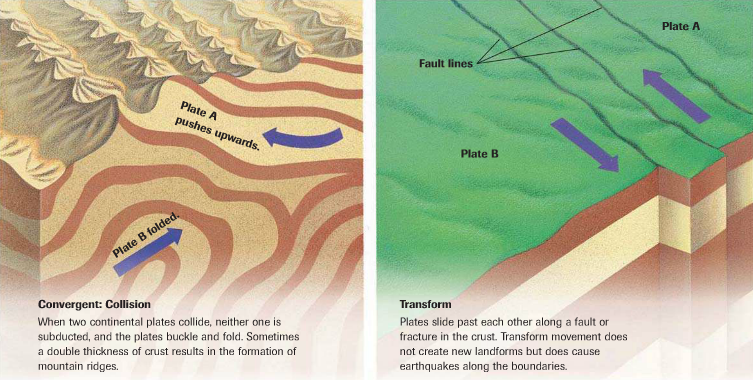 Plate A
pushes upwards.
Plate B folded.
Convergent: Collision
When two continental plates collide, neither one is
subducted, and the plates buckle and fold. Sometimes
a double thickness of crust results in the formation of
mountain ridges.
Plate A
Fault lines
Plate B
Transform
Plates slide past each other along a fault or
fracture in the crust. Transform movement does
not create new landforms but does cause
earthquakes along the boundaries.